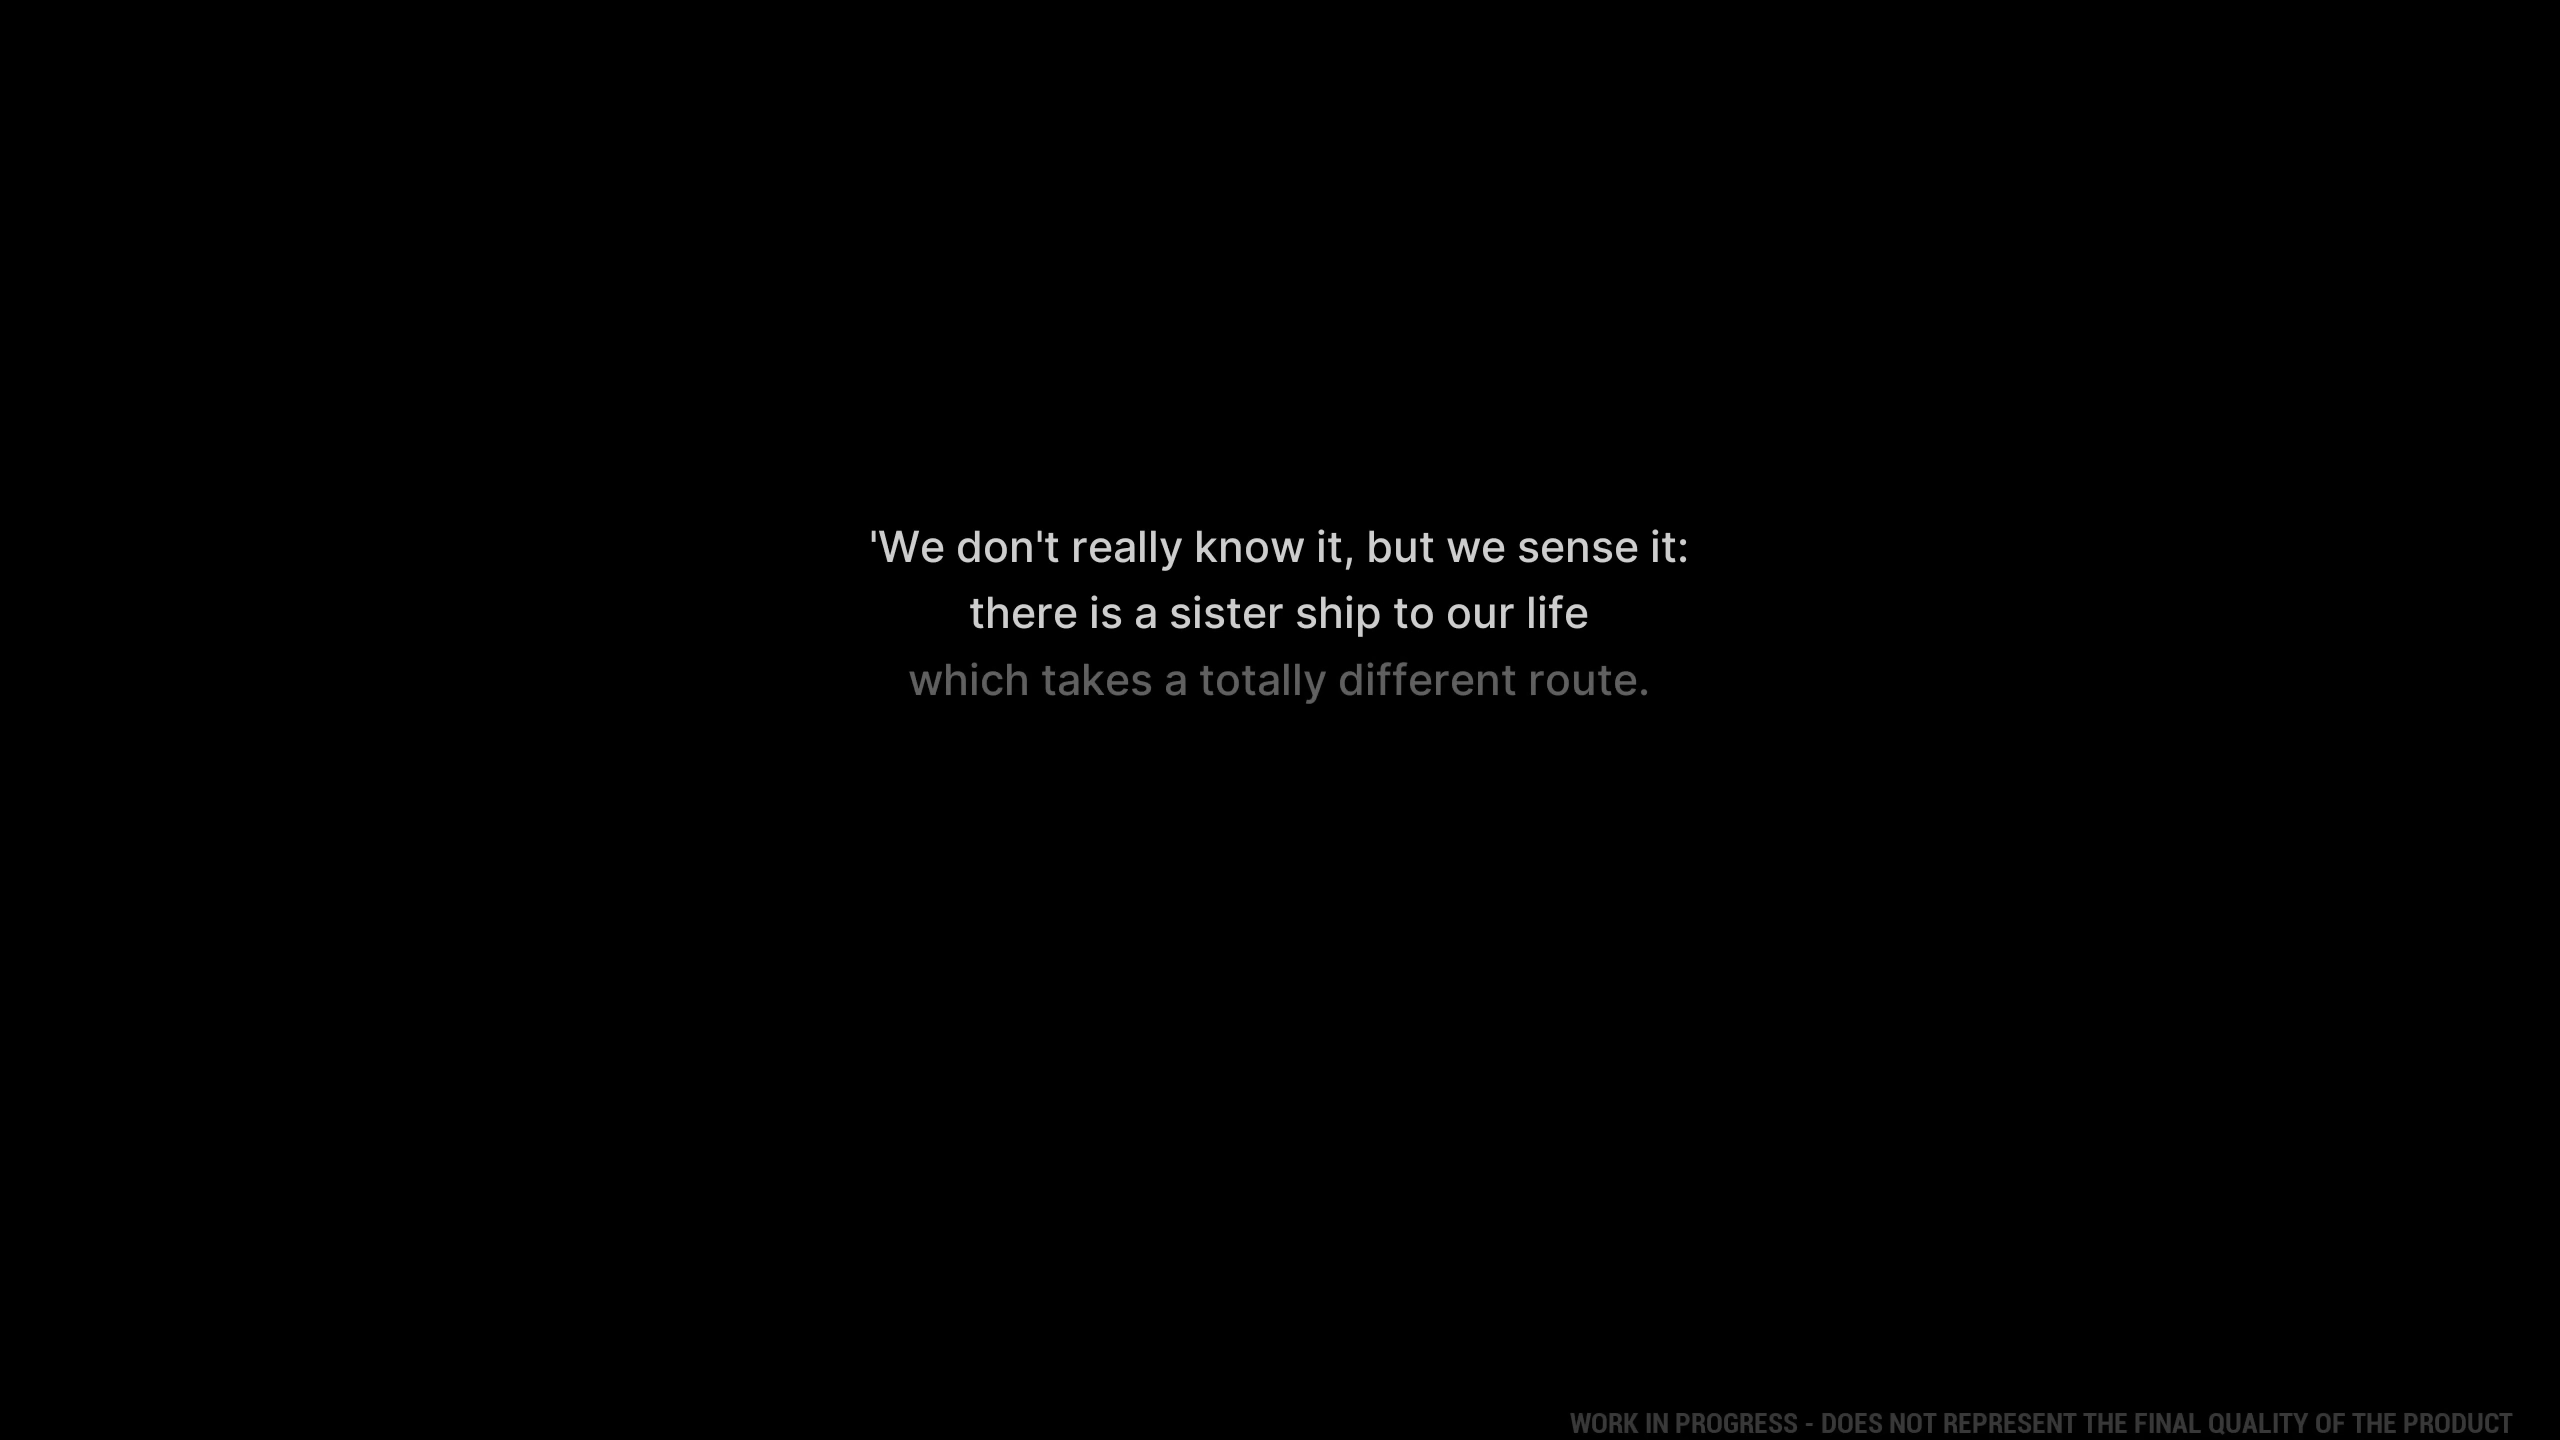 'We don't really know it, but we sense it:
there is a sister ship to our life
which takes a totally different route.
WORK IN PROGRESS - DOES NOT REPRESENT THE FINAL QUALITY OF THE PRODUCT